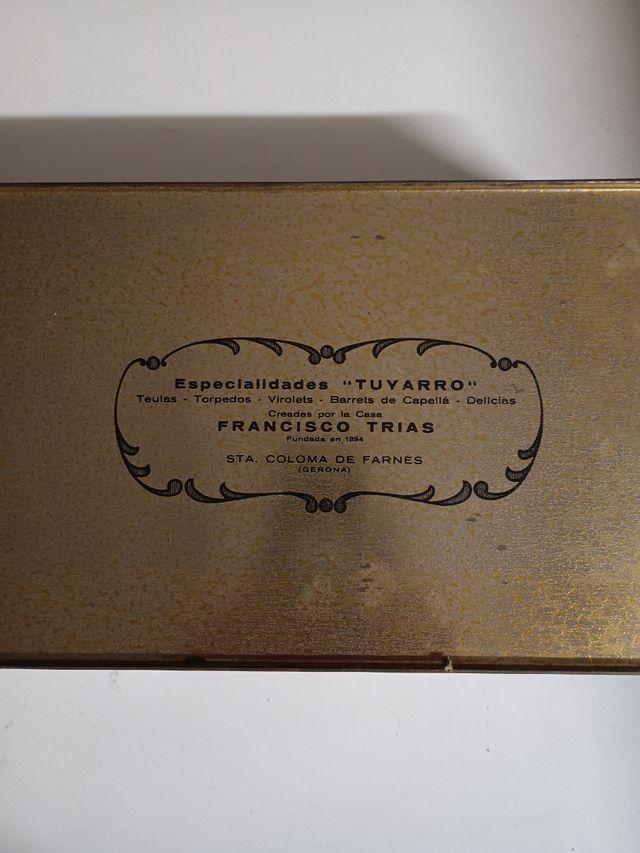 Especialidades "TUYARRO"
Teulas - Torpedos - Virolets - Barrets de Capellá - Delicias
Creadas por la Casa
FRANCISCO TRIAS
Fundada en 1894
STA. COLOMA DE FARNÉS
(GERONA)